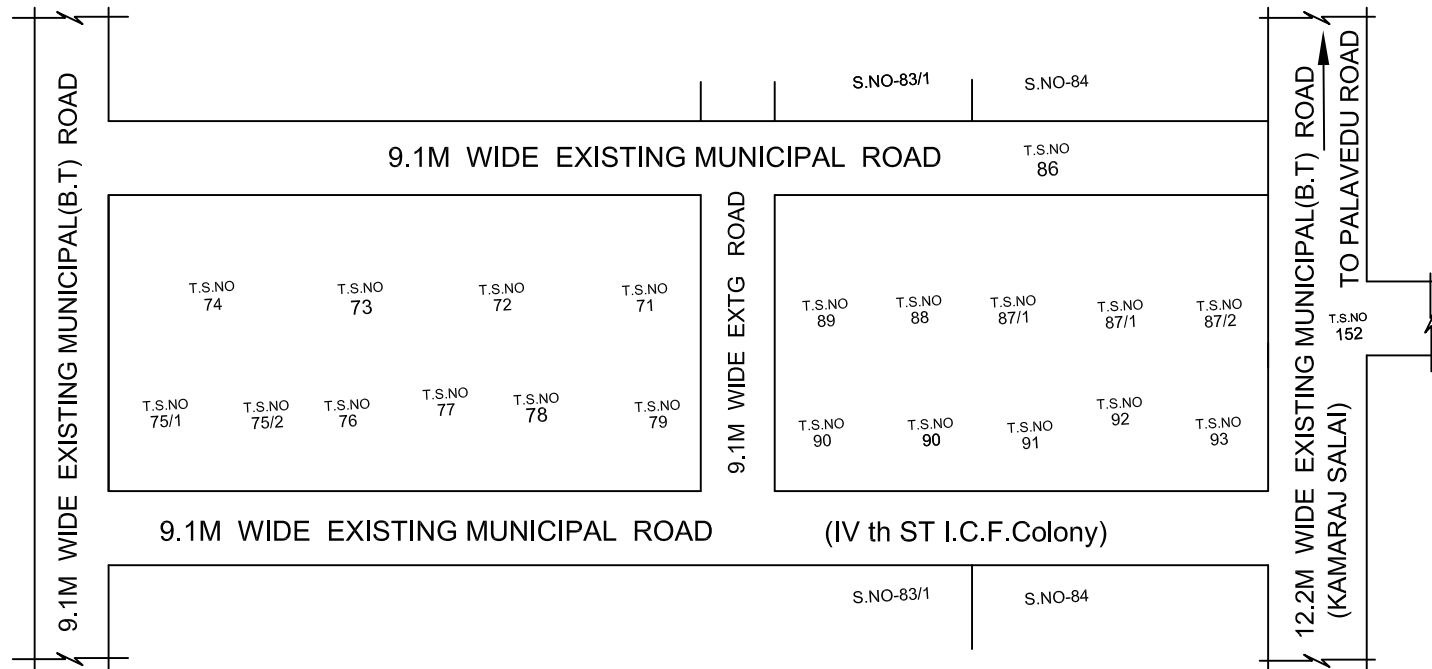 S.NO-83/1
S.NO-84
9.1M WIDE EXISTING MUNICIPAL ROAD
T.S.NO
86
9.1M WIDE EXISTING MUNICIPAL(B.T) ROAD
T.S.NO
74
T.S.NO
73
T.S.NO
72
T.S.NO
71
T.S.NO
75/1
T.S.NO
75/2
T.S.NO
76
T.S.NO
77
T.S.NO
78
T.S.NO
79
9.1M WIDE EXTG ROAD
T.S.NO
89
T.S.NO
88
T.S.NO
87/1
T.S.NO
87/1
T.S.NO
87/2
T.S.NO
90
T.S.NO
90
T.S.NO
91
T.S.NO
92
T.S.NO
93
12.2M WIDE EXISTING MUNICIPAL(B.T) ROAD
(KAMARAJ SALAI)
TO PALAVEDU ROAD
T.S.NO
152
9.1M WIDE EXISTING MUNICIPAL ROAD (IV th ST I.C.F.Colony)
S.NO-83/1
S.NO-84